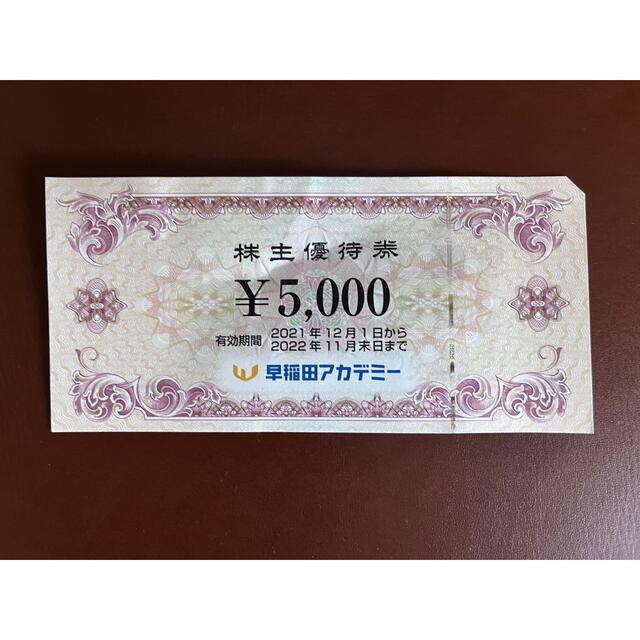 株主優待券
¥5,000
有効期間 2021年12月1日から
2022年11月末日まで
早稲田アカデミー